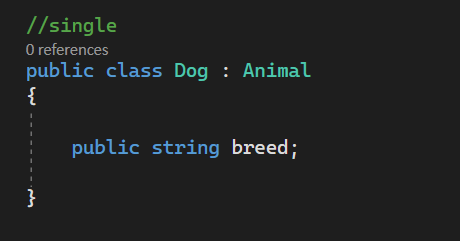 //single
0 references
public class Dog : Animal
{
public string breed;
}